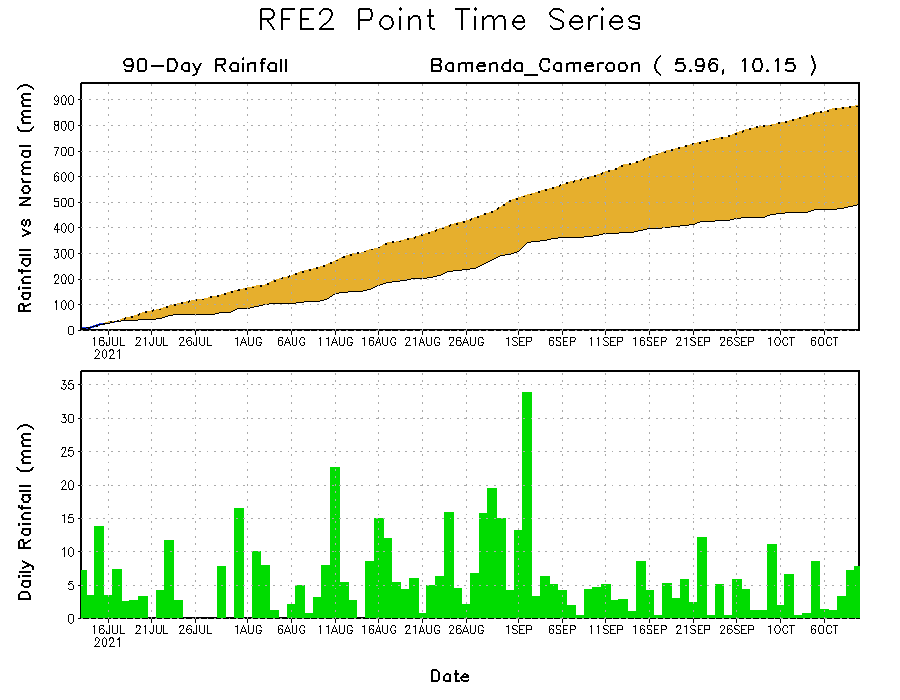 RFE2 Point Time Series
90-Day Rainfall Bamenda_Cameroon ( 5.96, 10.15 )
Rainfall vs Normal (mm)
900
800
700
600
500
400
300
200
100
0
16JUL 21JUL 26JUL 1AUG 6AUG 11AUG 16AUG 21AUG 26AUG 1SEP 6SEP 11SEP 16SEP 21SEP 26SEP 1OCT 6OCT
2021
Daily Rainfall (mm)
35
30
25
20
15
10
5
0
16JUL 21JUL 26JUL 1AUG 6AUG 11AUG 16AUG 21AUG 26AUG 1SEP 6SEP 11SEP 16SEP 21SEP 26SEP 1OCT 6OCT
2021
Date